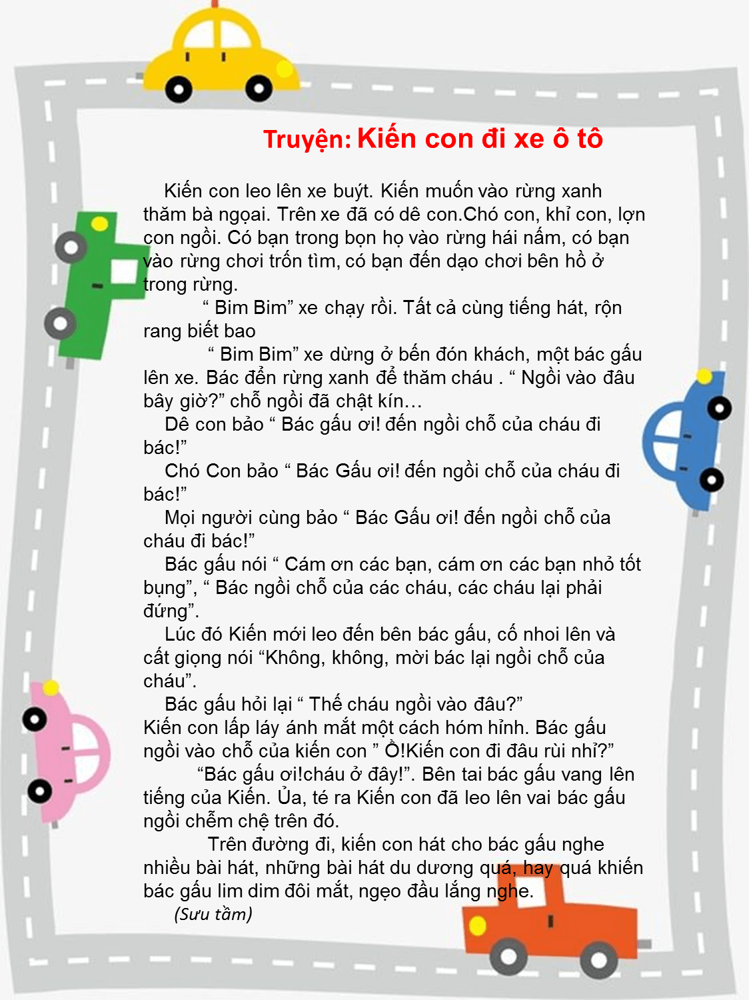 Truyện: Kiến con đi xe ô tô
Kiến con leo lên xe buýt. Kiến muốn vào rừng xanh
thăm bà ngọai. Trên xe đã có dê con.Chó con, khỉ con, lợn
con ngồi. Có bạn trong bọn họ vào rừng hái nấm, có bạn
vào rừng chơi trốn tìm, có bạn đến dạo chơi bên hồ ở
trong rừng.
“ Bim Bim” xe chạy rồi. Tất cả cùng tiếng hát, rộn
rang biết bao
“ Bim Bim” xe dừng ở bến đón khách, một bác gấu
lên xe. Bác đển rừng xanh để thăm cháu . “ Ngồi vào đâu
bây giờ?” chỗ ngồi đã chật kín…
Dê con bảo “ Bác gấu ơi! đến ngồi chỗ của cháu đi
bác!”
Chó Con bảo “ Bác Gấu ơi! đến ngồi chỗ của cháu đi
bác!”
Mọi người cùng bảo “ Bác Gấu ơi! đến ngồi chỗ của
cháu đi bác!”
Bác gấu nói “ Cám ơn các bạn, cám ơn các bạn nhỏ tốt
bụng”, “ Bác ngồi chỗ của các cháu, các cháu lại phải
đứng”.
Lúc đó Kiến mới leo đến bên bác gấu, cố nhoi lên và
cất giọng nói “Không, không, mời bác lại ngồi chỗ của
cháu”.
Bác gấu hỏi lại “ Thế cháu ngồi vào đâu?”
Kiến con lấp láy ánh mắt một cách hóm hỉnh. Bác gấu
ngồi vào chỗ của kiến con ” Ồ!Kiến con đi đâu rùi nhỉ?”
“Bác gấu ơi!cháu ở đây!”. Bên tai bác gấu vang lên
tiếng của Kiến. Ủa, té ra Kiến con đã leo lên vai bác gấu
ngồi chễm chệ trên đó.
Trên đường đi, kiến con hát cho bác gấu nghe
nhiều bài hát, những bài hát du dương quá, hay quá khiến
bác gấu lim dim đôi mắt, ngẹo đầu lắng nghe.
(Sưu tầm)